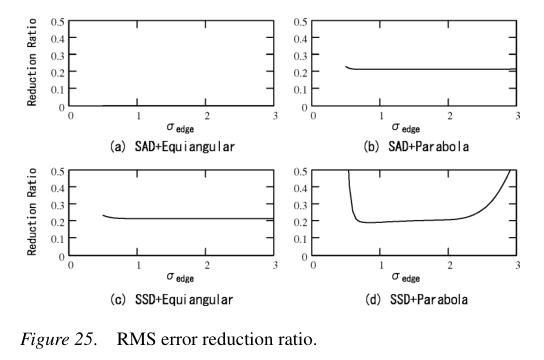 Reduction Ratio
0.5
0.4
0.3
0.2
0.1
0
0 1 2 3
σedge
(a) SAD+Equiangular
0.5
0.4
0.3
0.2
0.1
0
0 1 2 3
σedge
(b) SAD+Parabola
Reduction Ratio
0.5
0.4
0.3
0.2
0.1
0
0 1 2 3
σedge
(c) SSD+Equiangular
0.5
0.4
0.3
0.2
0.1
0
0 1 2 3
σedge
(d) SSD+Parabola
Figure 25. RMS error reduction ratio.